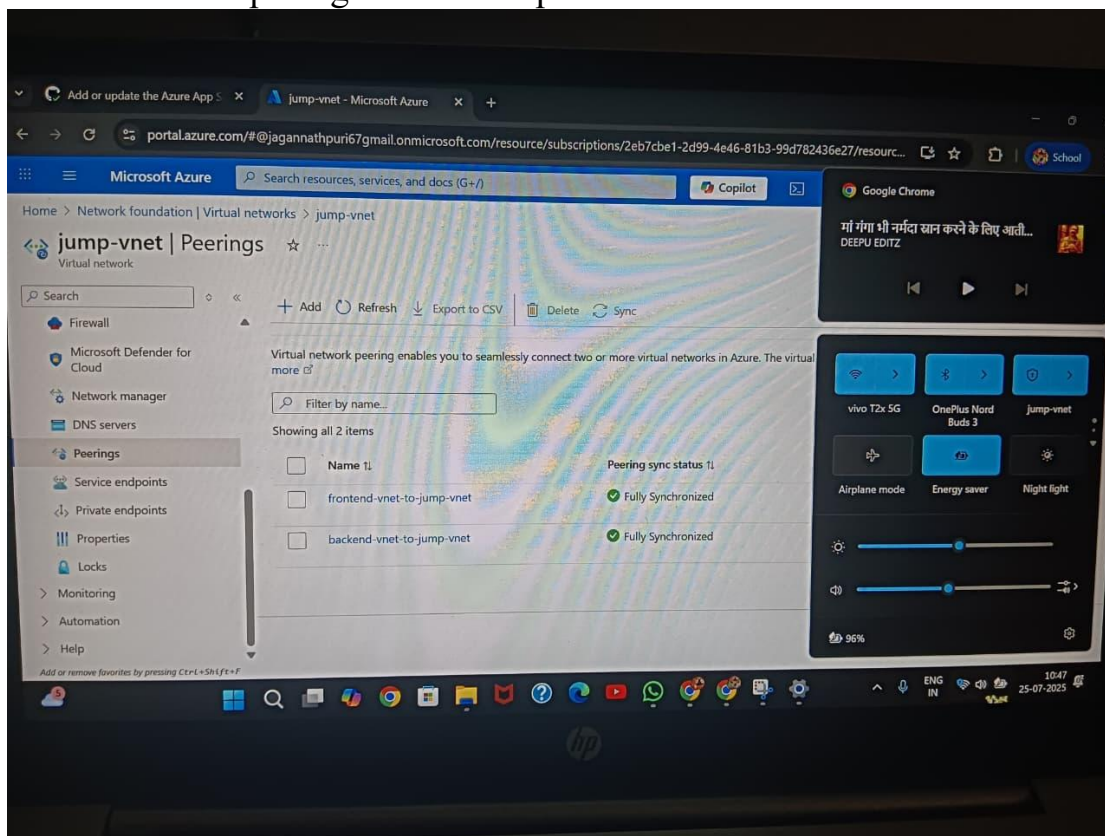 Add or update the Azure App S
jump-vnet - Microsoft Azure
portal.azure.com/#@jagannathpuri67gmail.onmicrosoft.com/resource/subscriptions/2eb7cbe1-2d99-4e46-81b3-99d782436e27/resourc...
School
Microsoft Azure
Search resources, services, and docs (G+/)
Copilot
Home > Network foundation | Virtual networks > jump-vnet
jump-vnet | Peerings
Virtual network
Search
Firewall
Microsoft Defender for
Cloud
Network manager
DNS servers
Peerings
Service endpoints
Private endpoints
Properties
Locks
Monitoring
Automation
Help
Add or remove favorites by pressing Ctrl+Shift+F
Add
Refresh
Export to CSV
Delete
Sync
Virtual network peering enables you to seamlessly connect two or more virtual networks in Azure. The virtual
more
Filter by name...
Showing all 2 items
Name
Peering sync status
frontend-vnet-to-jump-vnet
Fully Synchronized
backend-vnet-to-jump-vnet
Fully Synchronized
Google Chrome
मां गंगा भी नर्मदा स्नान करने के लिए आती...
DEEPU EDITZ
vivo T2x 5G
OnePlus Nord
Buds 3
jump-vnet
Airplane mode
Energy saver
Night light
96%
ENG
IN
10:47
25-07-2025
hp